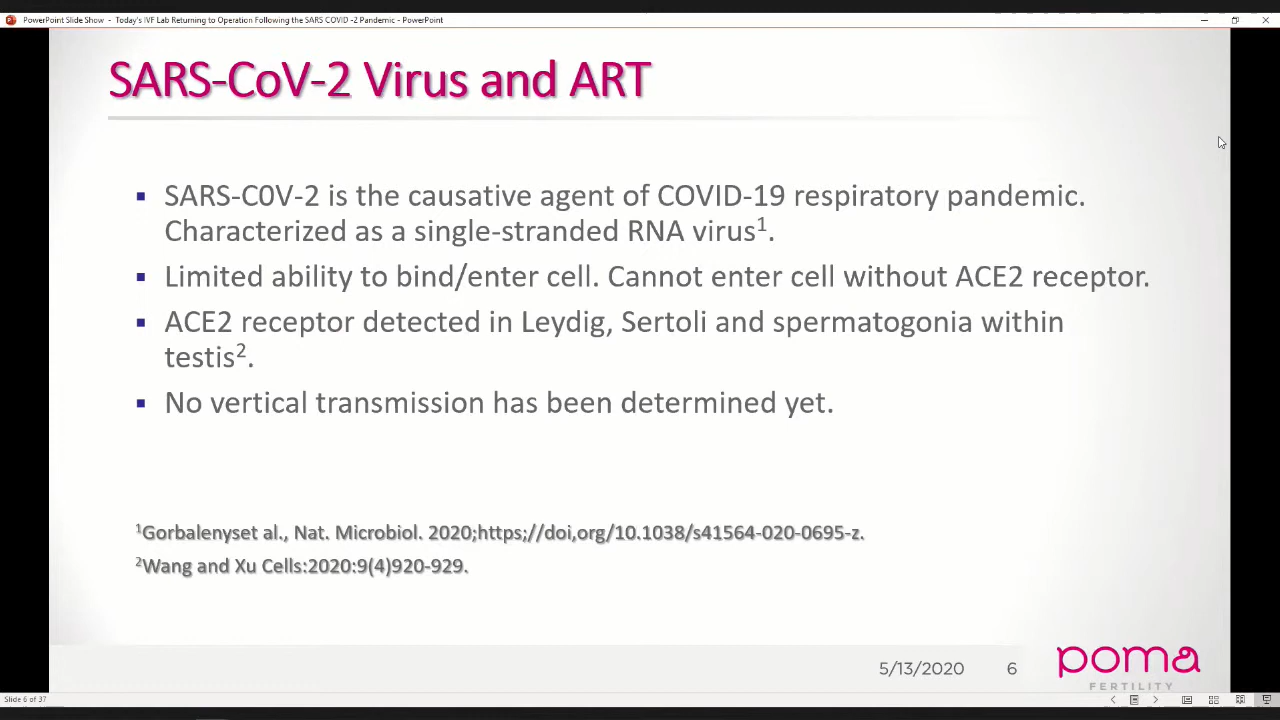 PowerPoint Slide Show - Today's IVF Lab Returning to Operation Following the SARS COVID -2 Pandemic - PowerPoint
SARS-CoV-2 Virus and ART
SARS-C0V-2 is the causative agent of COVID-19 respiratory pandemic.
Characterized as a single-stranded RNA virus1.
Limited ability to bind/enter cell. Cannot enter cell without ACE2 receptor.
ACE2 receptor detected in Leydig, Sertoli and spermatogonia within
testis2.
No vertical transmission has been determined yet.
1Gorbalenyset al., Nat. Microbiol. 2020;https;//doi,org/10.1038/s41564-020-0695-z.
2Wang and Xu Cells:2020:9(4)920-929.
5/13/2020 6
poma
FERTILITY
Slide 6 of 37